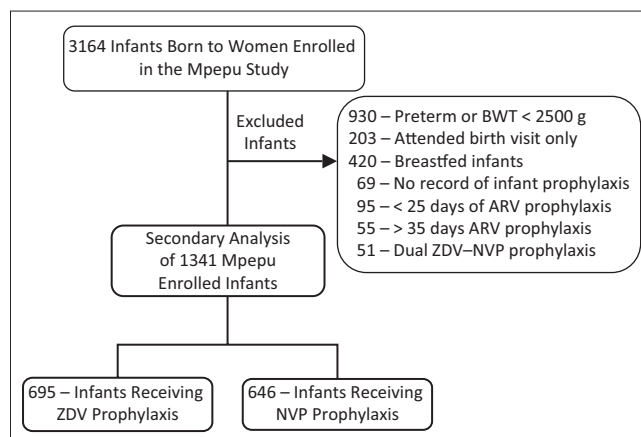 3164 Infants Born to Women Enrolled
in the Mpepu Study
Excluded
Infants
930 – Preterm or BWT < 2500 g
203 – Attended birth visit only
420 – Breastfed infants
69 – No record of infant prophylaxis
95 – < 25 days of ARV prophylaxis
55 – > 35 days ARV prophylaxis
51 – Dual ZDV–NVP prophylaxis
Secondary Analysis
of 1341 Mpepu
Enrolled Infants
695 – Infants Receiving
ZDV Prophylaxis
646 – Infants Receiving
NVP Prophylaxis